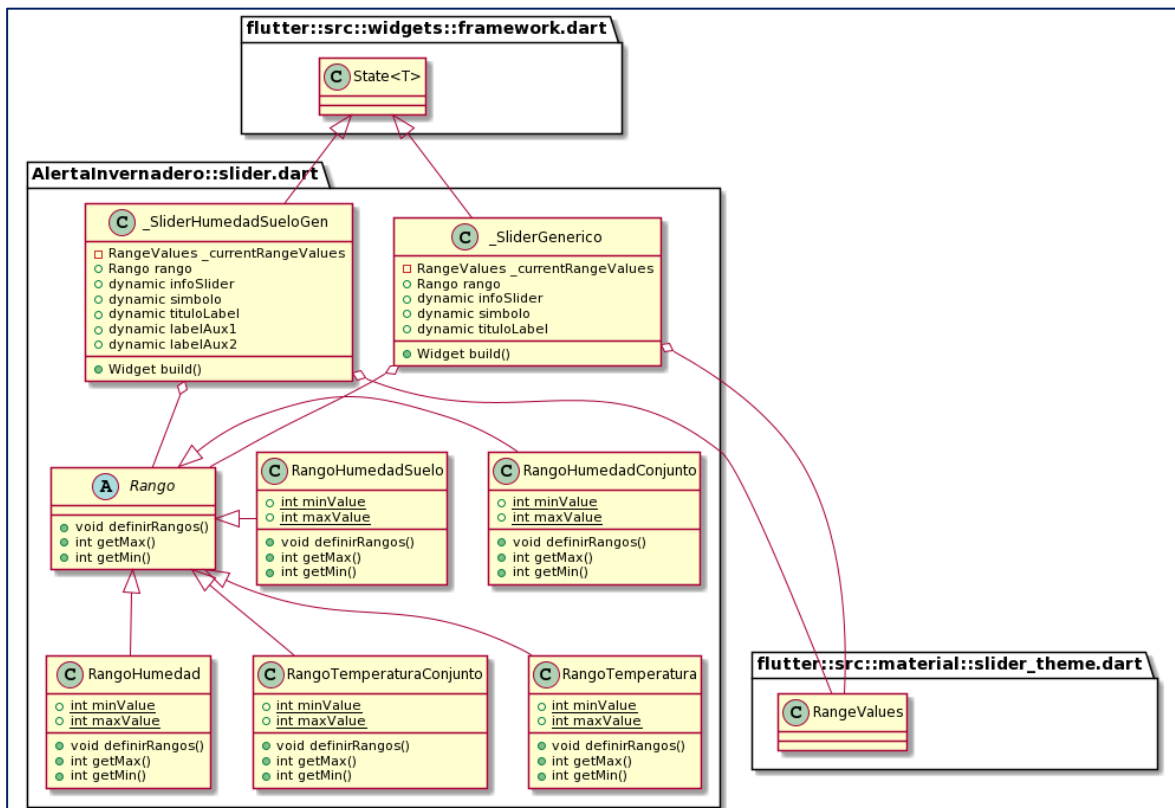 flutter::src::widgets::framework.dart
C State<T>
AlertaInvernadero::slider.dart
C _SliderHumedadSueloGen
RangeValues _currentRangeValues
Rango rango
dynamic infoSlider
dynamic simbolo
dynamic tituloLabel
dynamic labelAux1
dynamic labelAux2
Widget build()
C _SliderGenerico
RangeValues _currentRangeValues
Rango rango
dynamic infoSlider
dynamic simbolo
dynamic tituloLabel
Widget build()
A Rango
void definirRangos()
int getMax()
int getMin()
C RangoHumedadSuelo
int minValue
int maxValue
void definirRangos()
int getMax()
int getMin()
C RangoHumedadConjunto
int minValue
int maxValue
void definirRangos()
int getMax()
int getMin()
C RangoHumedad
int minValue
int maxValue
void definirRangos()
int getMax()
int getMin()
C RangoTemperaturaConjunto
int minValue
int maxValue
void definirRangos()
int getMax()
int getMin()
C RangoTemperatura
int minValue
int maxValue
void definirRangos()
int getMax()
int getMin()
flutter::src::material::slider_theme.dart
C RangeValues